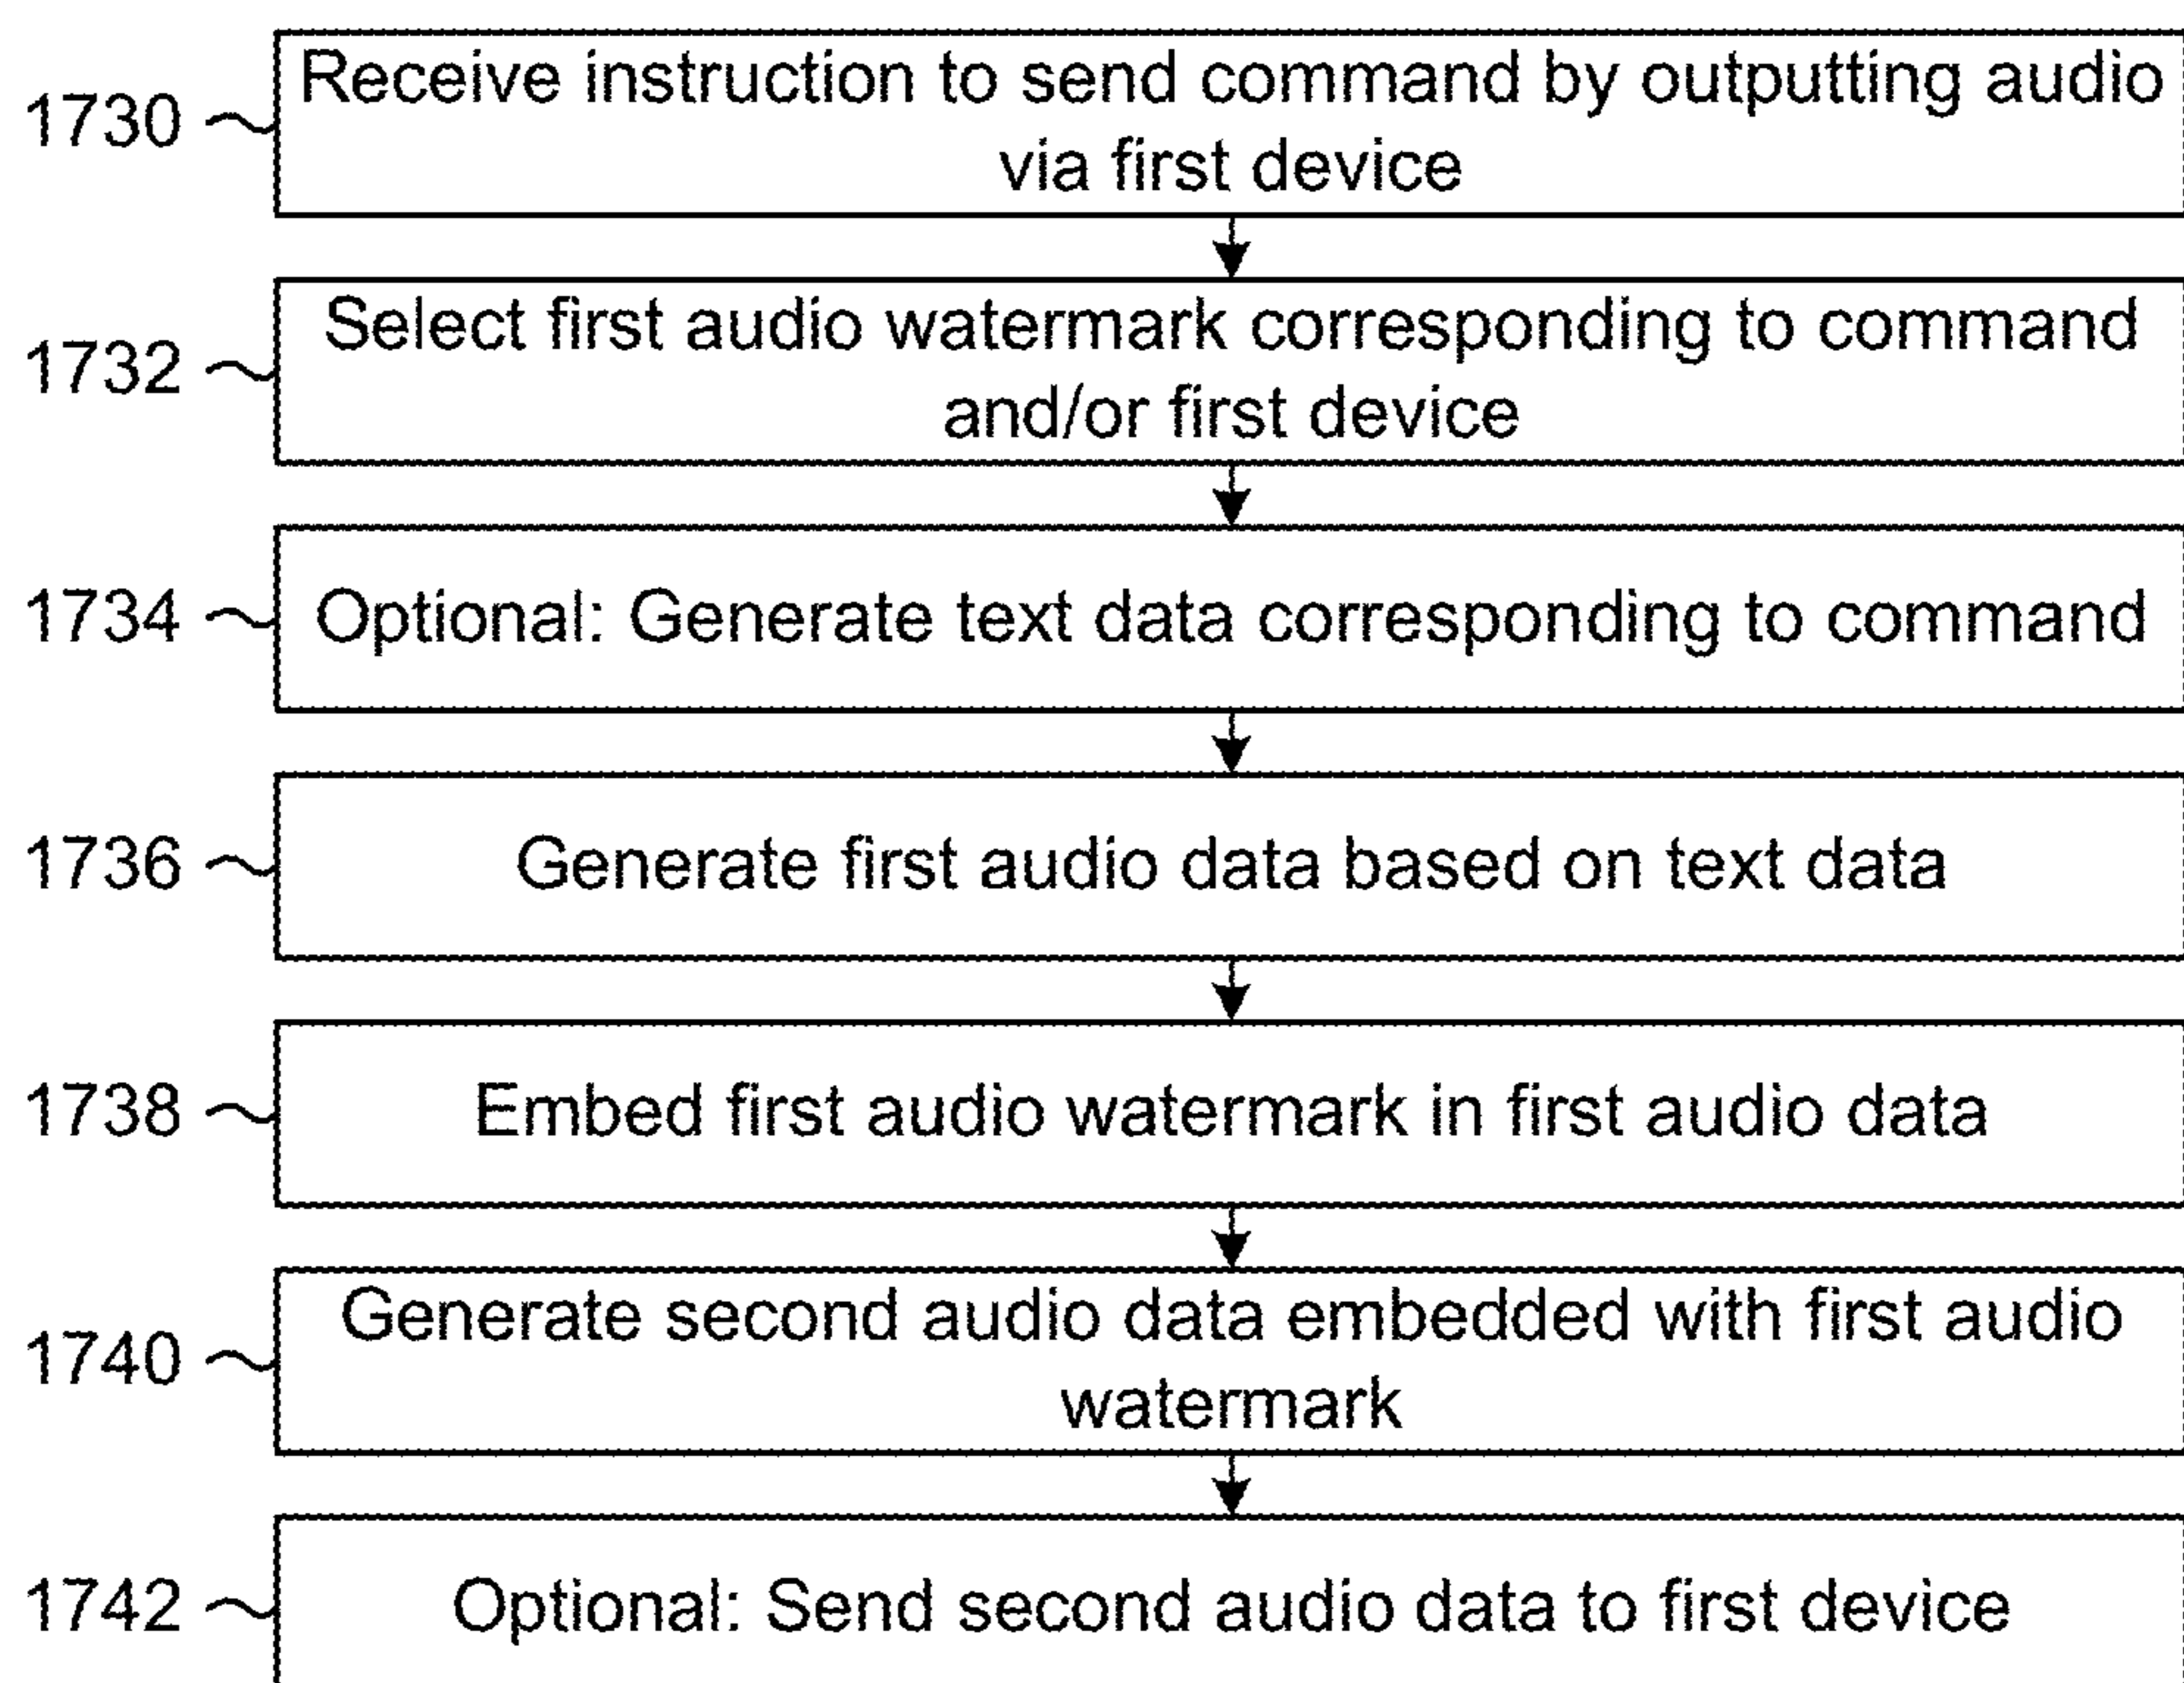 1730
Receive instruction to send command by outputting audio
via first device
1732
Select first audio watermark corresponding to command
and/or first device
1734
Optional: Generate text data corresponding to command
1736
Generate first audio data based on text data
1738
Embed first audio watermark in first audio data
1740
Generate second audio data embedded with first audio
watermark
1742
Optional: Send second audio data to first device